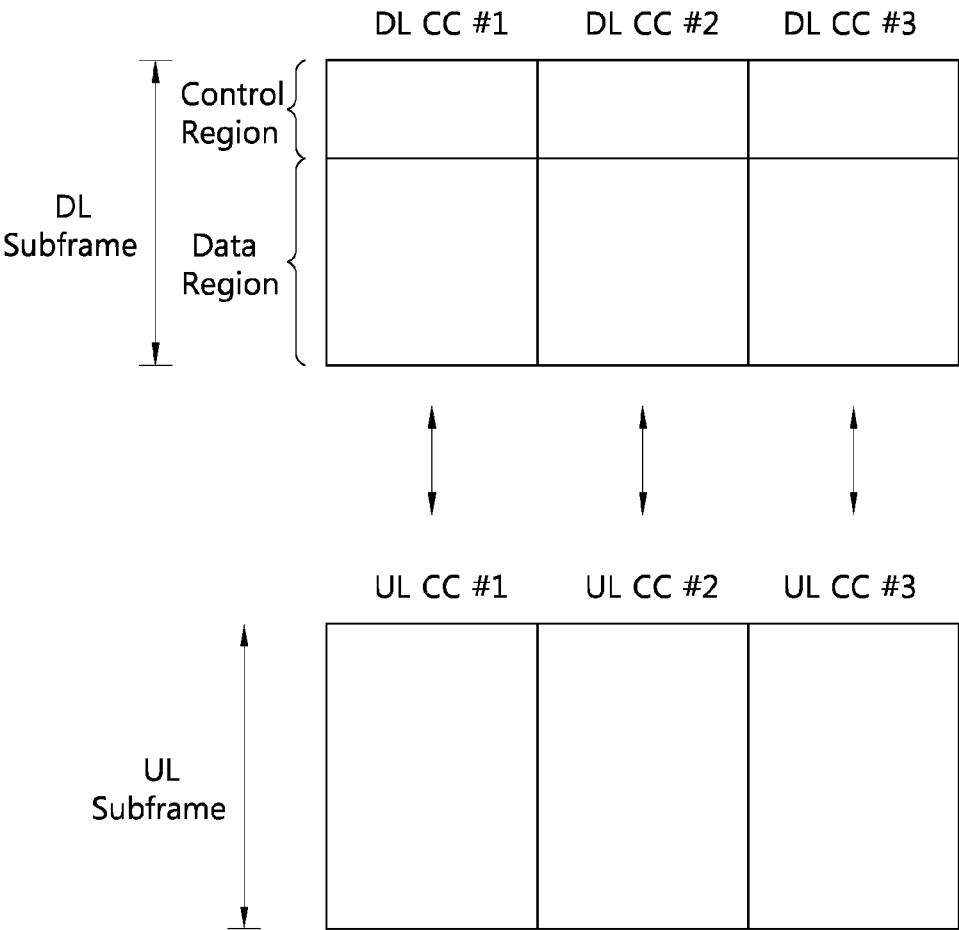 DL CC #1 DL CC #2 DL CC #3
Control
Region
DL
Subframe
Data
Region
UL CC #1 UL CC #2 UL CC #3
UL
Subframe